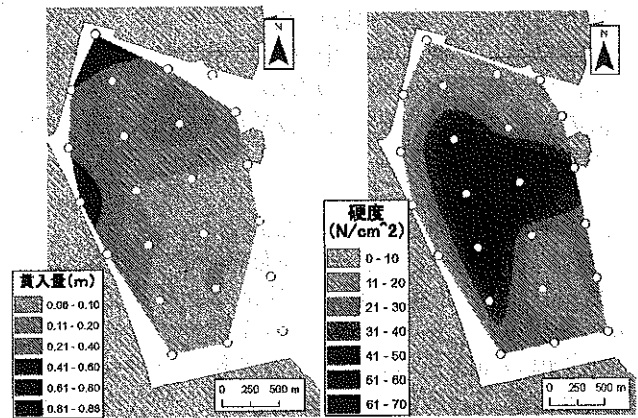 N
貫入量(m)
0.00 - 0.10
0.11 - 0.20
0.21 - 0.40
0.41 - 0.60
0.61 - 0.80
0.81 - 0.88
0 250 500 m
N
硬度
(N/cm^2)
0 - 10
11 - 20
21 - 30
31 - 40
41 - 50
51 - 60
61 - 70
0 250 500 m